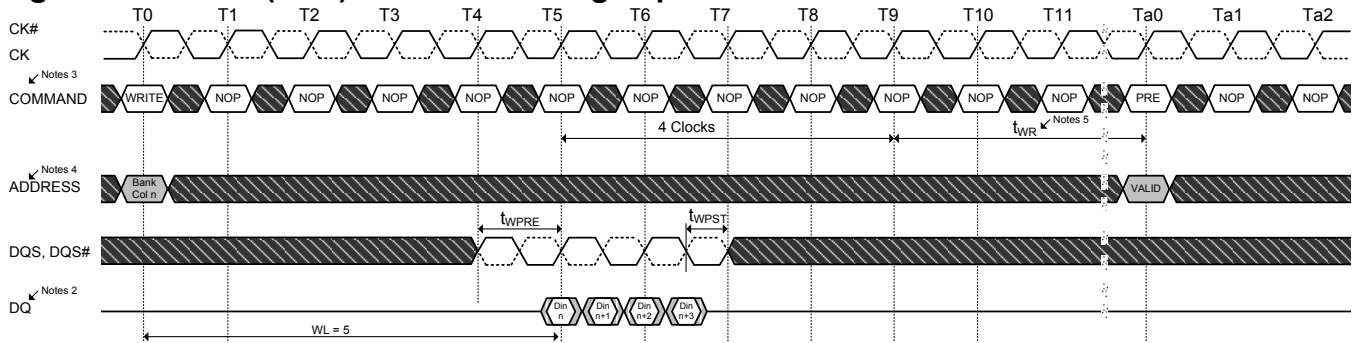 T0 T1 T2 T3 T4 T5 T6 T7 T8 T9 T10 T11 Ta0 Ta1 Ta2
CK#
CK
Notes 3
COMMAND WRITE NOP NOP NOP NOP NOP NOP NOP NOP NOP NOP NOP PRE NOP NOP
4 Clocks tWR Notes 5
Notes 4
ADDRESS Bank Col n VALID
tWPRE tWPST
DQS, DQS#
Notes 2
DQ Din n Din n+1 Din n+2 Din n+3
WL = 5